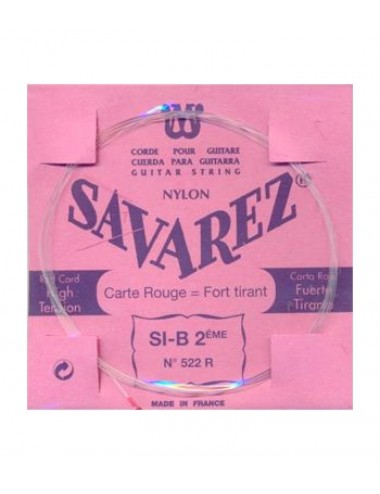 CORDE POUR GUITARE
CUERDA PARA GUITARRA
GUITAR STRING
NYLON
SAVAREZ
Red Card
High
Tension
Carte Rouge = Fort tirant
Carta Roja
Fuerte
Tirante
SI-B 2ÈME
N° 522 R
MADE IN FRANCE